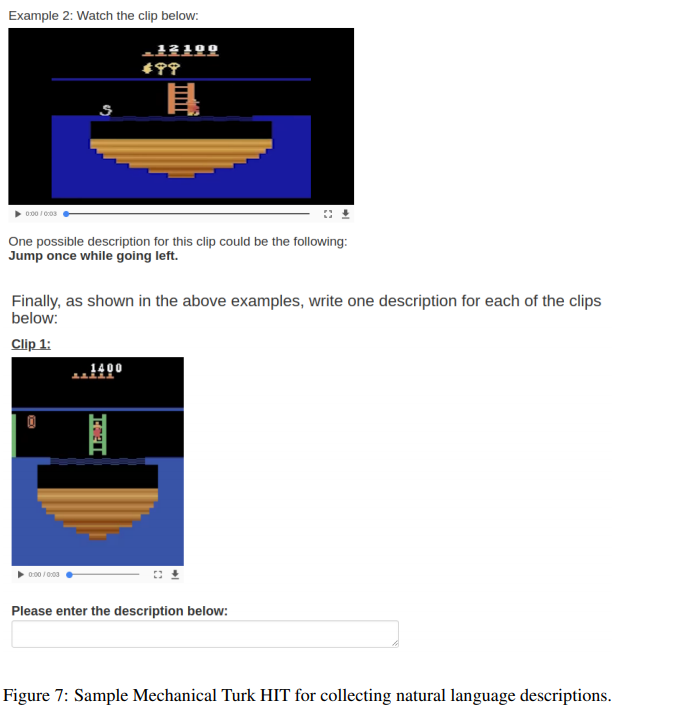 Example 2: Watch the clip below:
12100
0:00 / 0:03
One possible description for this clip could be the following:
Jump once while going left.
Finally, as shown in the above examples, write one description for each of the clips
below:
Clip 1:
1400
0:00 / 0:03
Please enter the description below:
Figure 7: Sample Mechanical Turk HIT for collecting natural language descriptions.